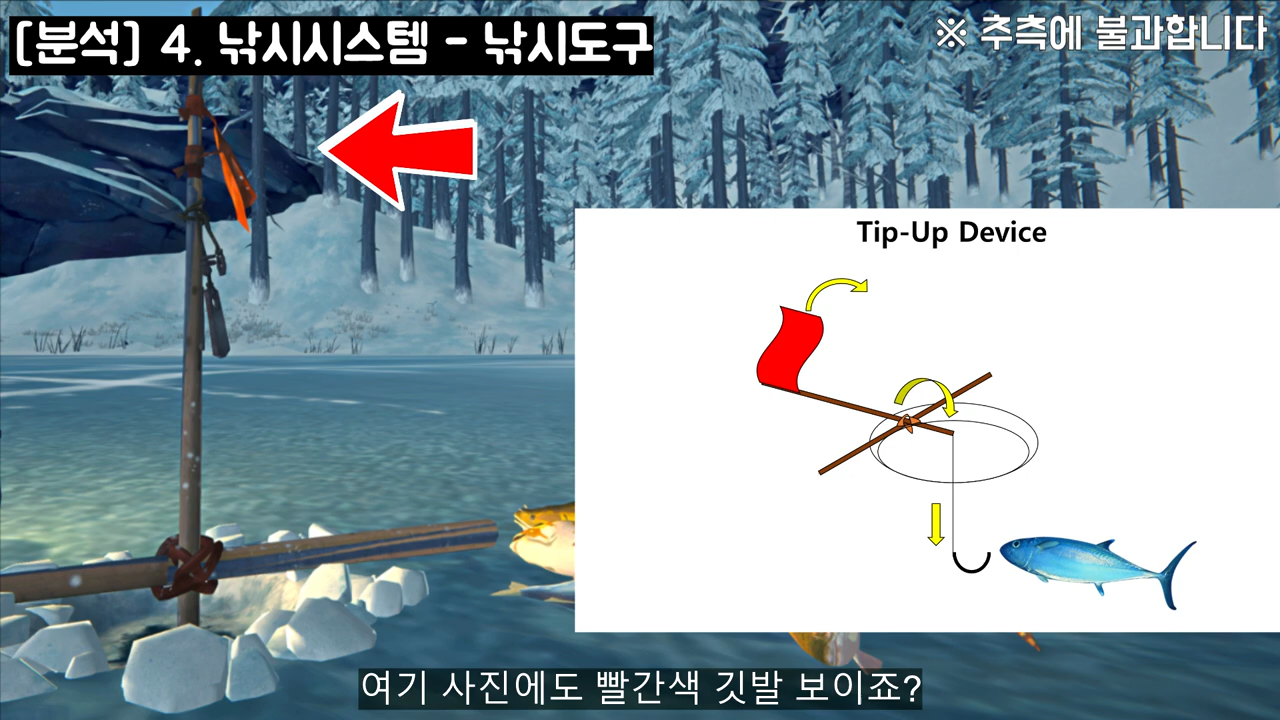 [분석] 4. 낚시시스템 - 낚시도구
※ 추측에 불과합니다
Tip-Up Device
여기 사진에도 빨간색 깃발 보이죠?